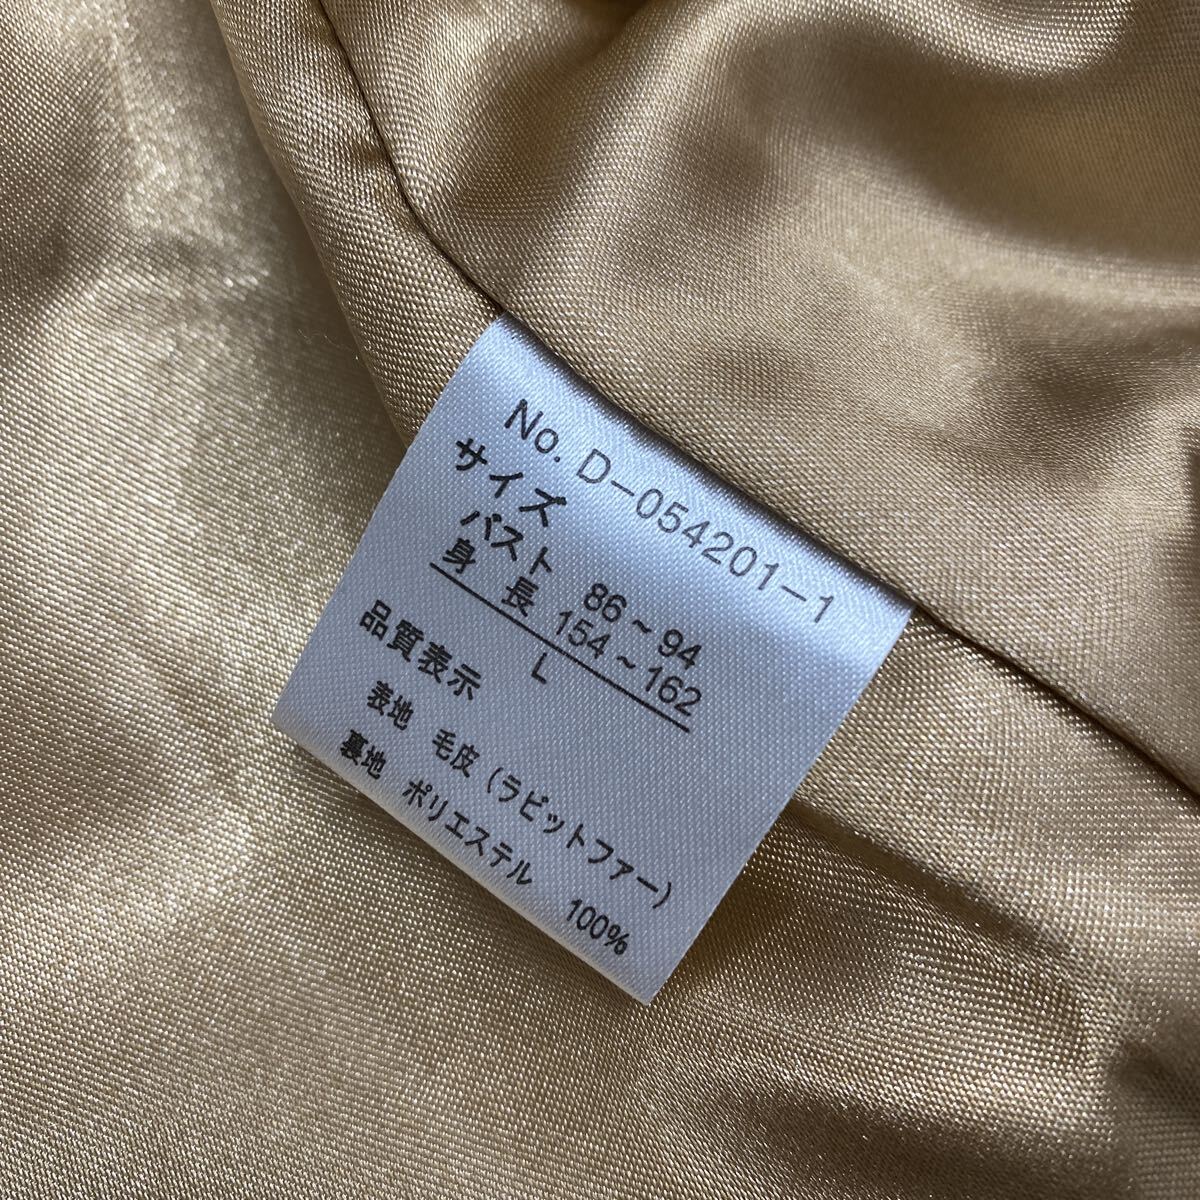 No. D-054201-1
サイズ
バスト 86~94
身 長 154~162
L
品質表示
表地 毛皮(ラビットファー)
裏地 ポリエステル 100%